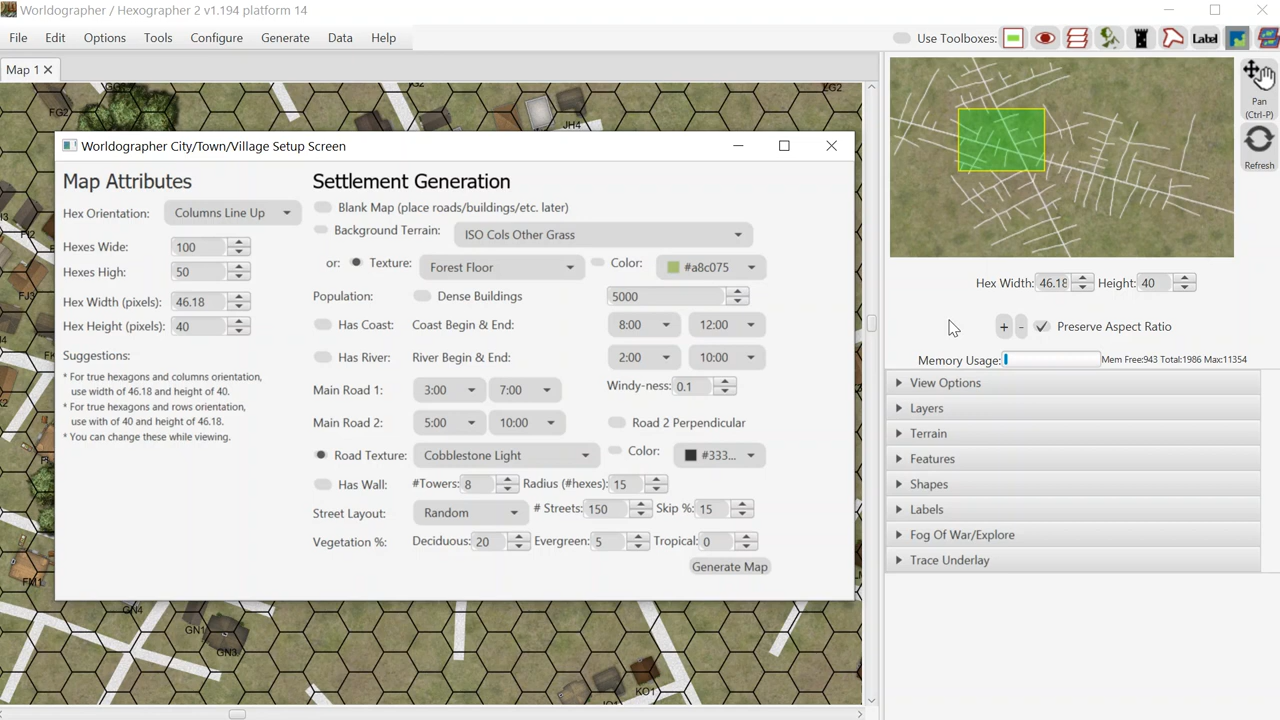 Worldographer / Hexographer 2 v1.194 platform 14
File Edit Options Tools Configure Generate Data Help
Use Toolboxes: Label
Map 1
FG2
JH4
Pan
(Ctrl-P)
Refresh
Worldographer City/Town/Village Setup Screen
Map Attributes
Hex Orientation: Columns Line Up
Hexes Wide: 100
Hexes High: 50
Hex Width (pixels): 46.18
Hex Height (pixels): 40
Suggestions:
* For true hexagons and columns orientation,
use width of 46.18 and height of 40.
* For true hexagons and rows orientation,
use with of 40 and height of 46.18.
* You can change these while viewing.
Settlement Generation
Blank Map (place roads/buildings/etc. later)
Background Terrain: ISO Cols Other Grass
or: Texture: Forest Floor Color: #a8c075
Population: Dense Buildings 5000
Has Coast: Coast Begin & End: 8:00 12:00
Has River: River Begin & End: 2:00 10:00
Main Road 1: 3:00 7:00 Windy-ness: 0.1
Main Road 2: 5:00 10:00 Road 2 Perpendicular
Road Texture: Cobblestone Light Color: #333...
Has Wall: #Towers: 8 Radius (#hexes): 15
Street Layout: Random # Streets: 150 Skip %: 15
Vegetation %: Deciduous: 20 Evergreen: 5 Tropical: 0
Generate Map
Hex Width: 46.18 Height: 40
+ - Preserve Aspect Ratio
Memory Usage: Mem Free:943 Total:1986 Max:11354
View Options
Layers
Terrain
Features
Shapes
Labels
Fog Of War/Explore
Trace Underlay
FM1
GN4
GN1
GN3
KO1